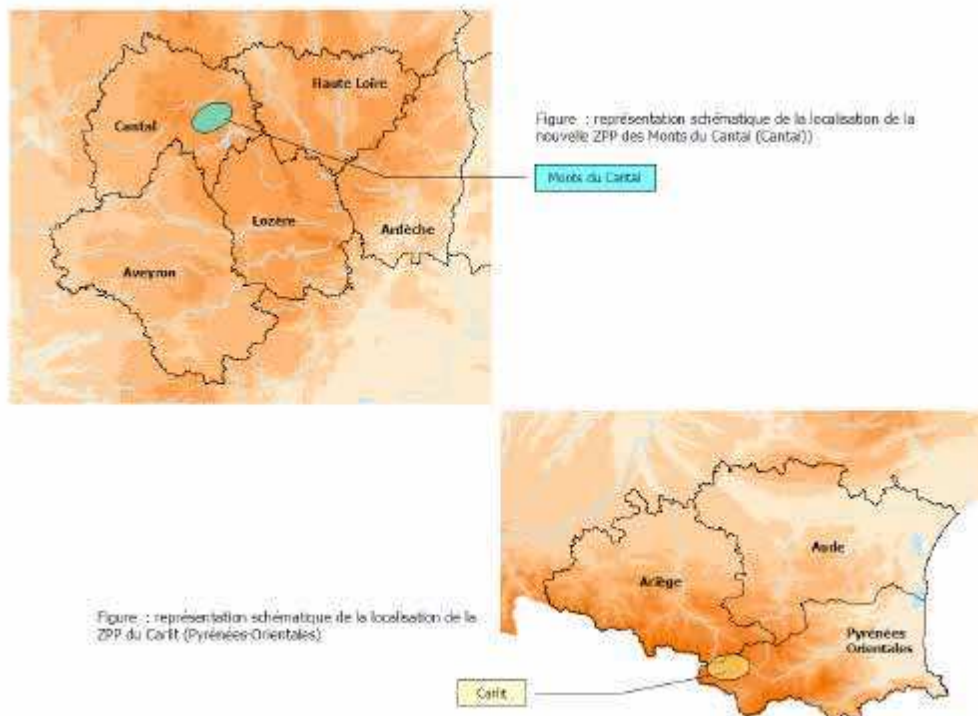 Haute Loire
Cantal
Figure : représentation schématique de la localisation de la
nouvelle ZPP des Monts du Cantal (Cantal))
Monts du Cantal
Lozère
Ardèche
Aveyron
Aude
Ariège
Figure : représentation schématique de la localisation de la
ZPP du Carlit (Pyrénées-Orientales)
Pyrénées
Orientales
Carlit